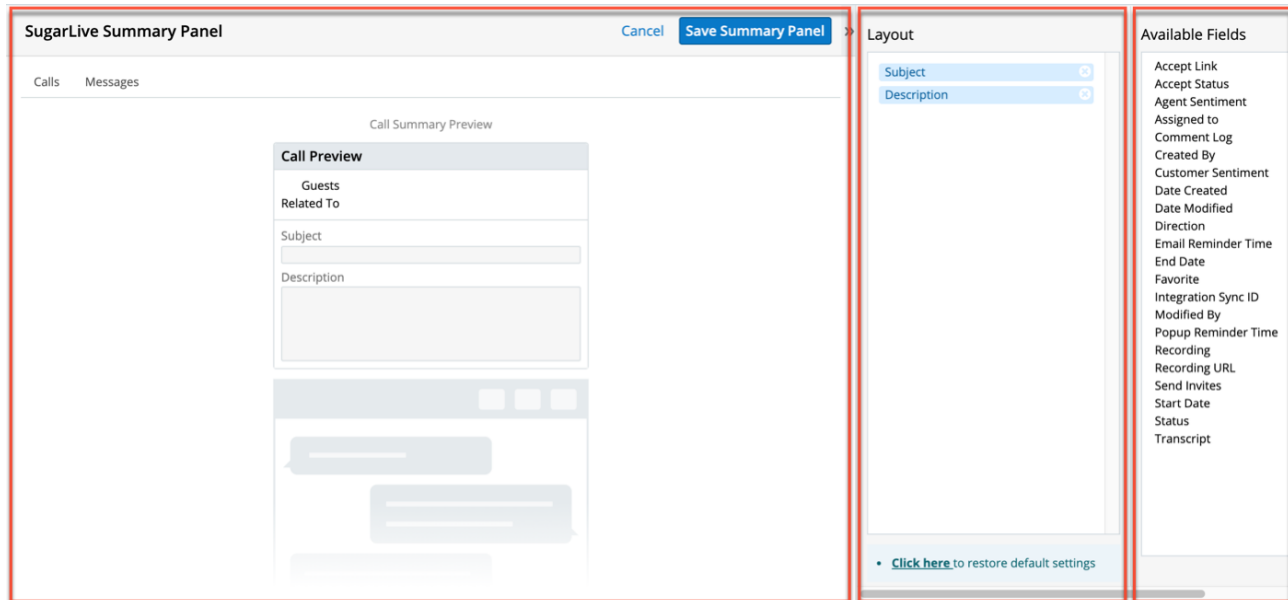 SugarLive Summary Panel
Cancel
Save Summary Panel
»
Calls
Messages
Call Summary Preview
Call Preview
Guests
Related To
Subject
Description
Layout
Subject
Description
• Click here to restore default settings
Available Fields
Accept Link
Accept Status
Agent Sentiment
Assigned to
Comment Log
Created By
Customer Sentiment
Date Created
Date Modified
Direction
Email Reminder Time
End Date
Favorite
Integration Sync ID
Modified By
Popup Reminder Time
Recording
Recording URL
Send Invites
Start Date
Status
Transcript